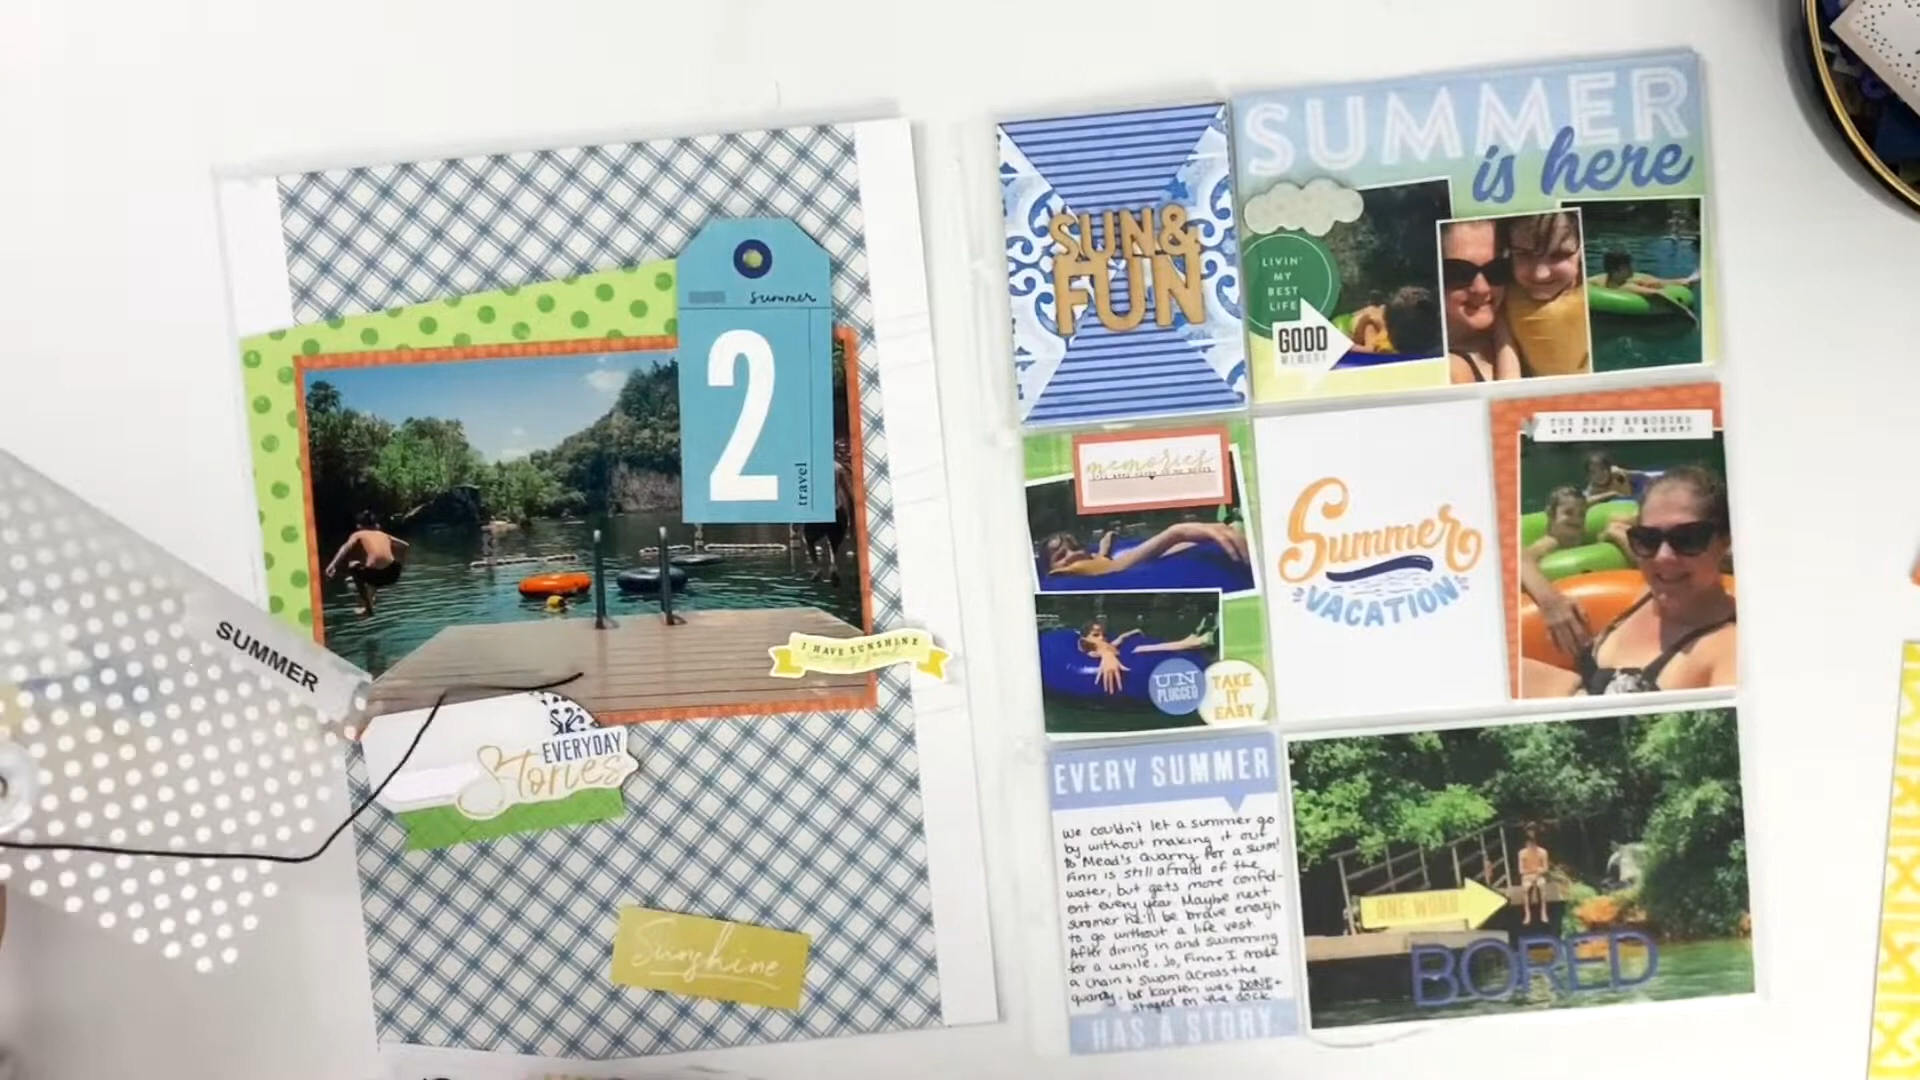 summer
2
travel
SUMMER
I HAVE SUNSHINE
EVERYDAY
Stories
Sunshine
SUN&
FUN
SUMMER
is here
LIVIN'
MY
BEST
LIFE
GOOD
MEMORY
memories
UN
PLUGGED
TAKE
IT
EASY
Summer
VACATION
THE BEST MEMORIES
ARE MADE IN SUMMER
EVERY SUMMER
We couldn't let a summer go
by without making it out
to Mead's Quarry for a swim!
Finn is still afraid of the
water, but gets more confid-
ent every year. Maybe next
summer he'll be brave enough
to go without a life vest.
After diving in and swimming
for a while, Jo, Finn + I made
a chain + swam across the
quarry, but Karsten was DONE +
stayed on the dock
HAS A STORY
ONE WORD
BORED